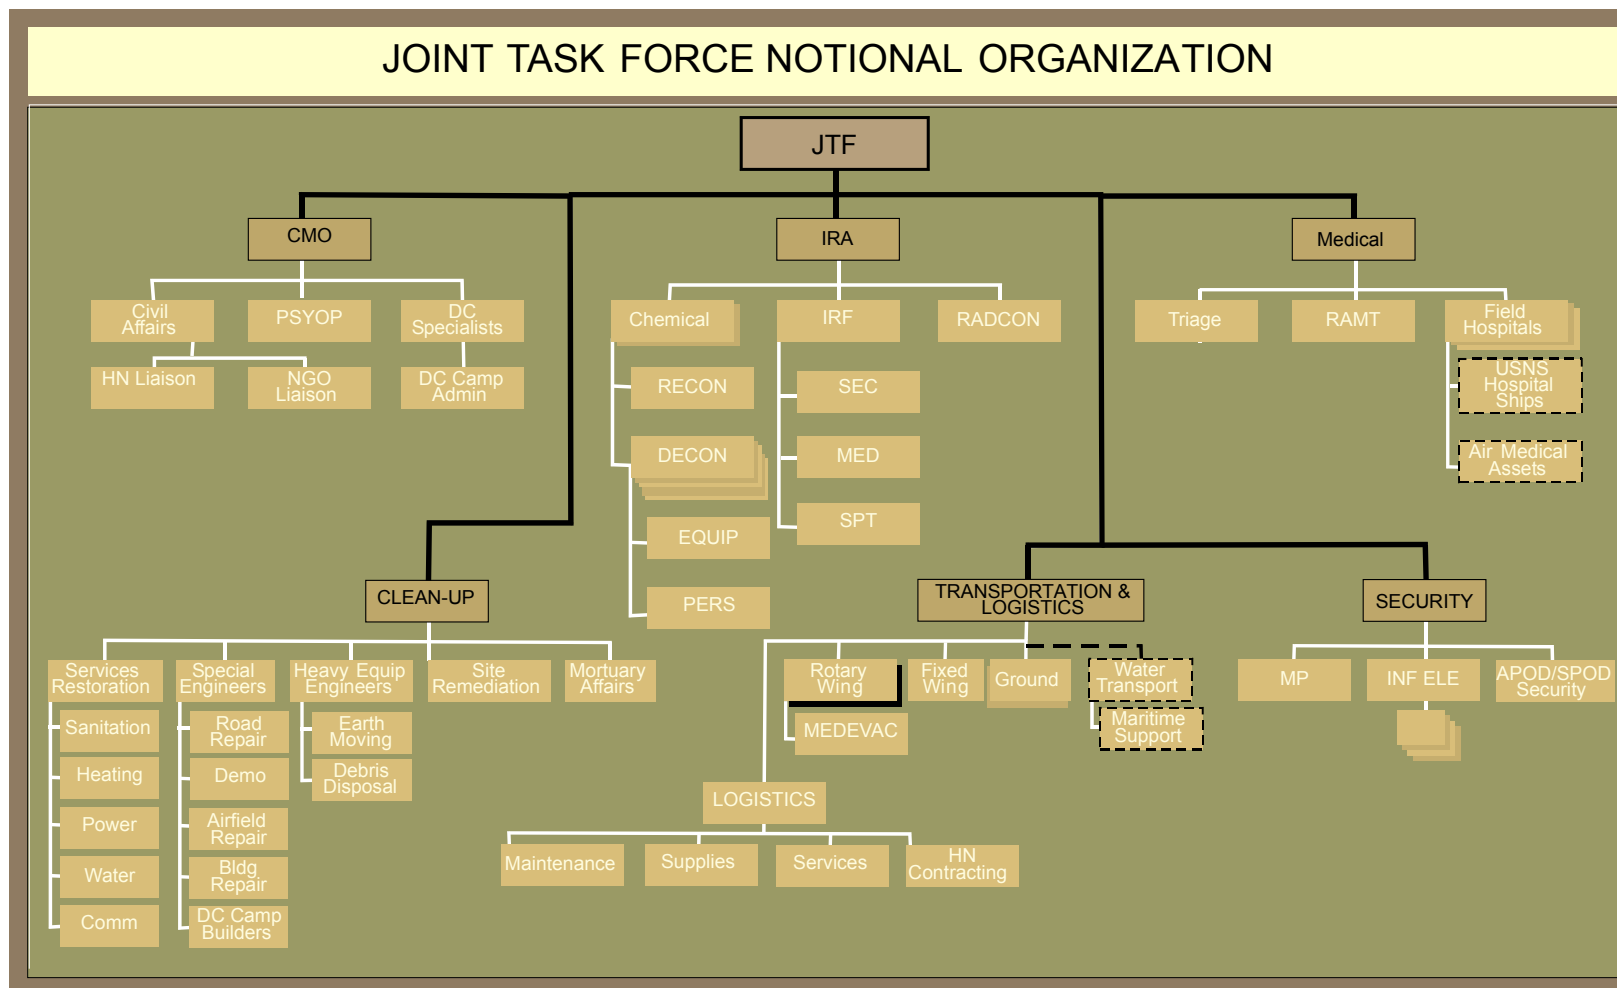 JOINT TASK FORCE NOTIONAL ORGANIZATION
JTF
CMO
IRA
Medical
Civil
Affairs
PSYOP
DC
Specialists
Chemical
IRF
RADCON
Triage
RAMT
Field
Hospitals
HN Liaison
NGO
Liaison
DC Camp
Admin
RECON
SEC
USNS
Hospital
Ships
DECON
MED
Air Medical
Assets
EQUIP
SPT
PERS
CLEAN-UP
TRANSPORTATION &
LOGISTICS
SECURITY
Services
Restoration
Special
Engineers
Heavy Equip
Engineers
Site
Remediation
Mortuary
Affairs
Rotary
Wing
Fixed
Wing
Ground
Water
Transport
MP
INF ELE
APOD/SPOD
Security
Sanitation
Road
Repair
Earth
Moving
MEDEVAC
Maritime
Support
Heating
Demo
Debris
Disposal
LOGISTICS
Power
Airfield
Repair
Maintenance
Supplies
Services
HN
Contracting
Water
Bldg
Repair
Comm
DC Camp
Builders